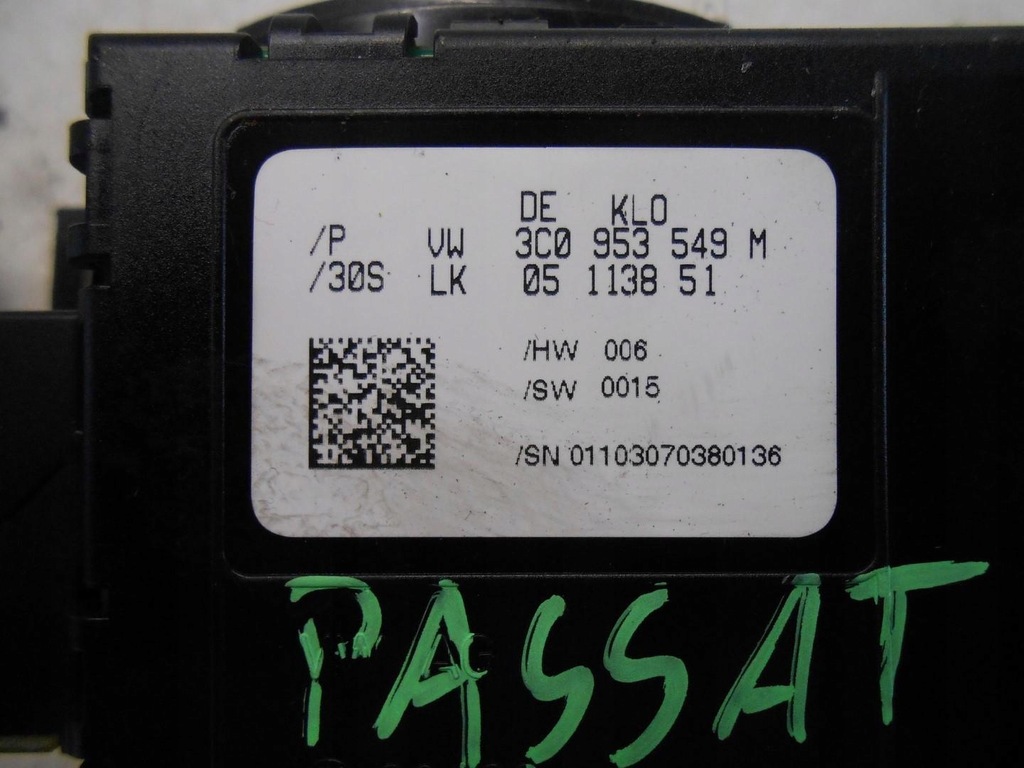 DE KLO
/P VW 3C0 953 549 M
/30S LK 05 1138 51
/HW 006
/SW 0015
/SN 01103070380136
PASSAT